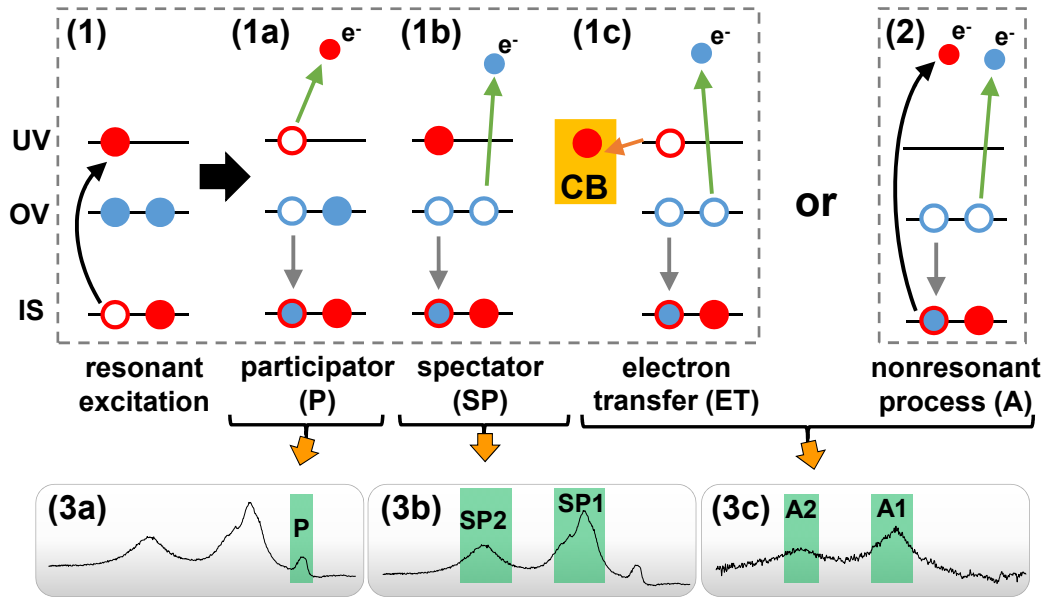 (1)
(1a)
e-
(1b)
e-
(1c)
e-
(2)
e-
e-
UV
OV
IS
CB
or
resonant
excitation
participator
(P)
spectator
(SP)
electron
transfer (ET)
nonresonant
process (A)
(3a)
P
(3b)
SP2
SP1
(3c)
A2
A1